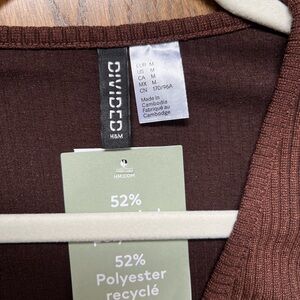 DIVIDED
H&M
EUR M
US M
CA M
MX M
CN 170/96A
Made in
Cambodia
Fabriqué au
Cambodge
HM.COM
52%
52%
Polyester
recyclé